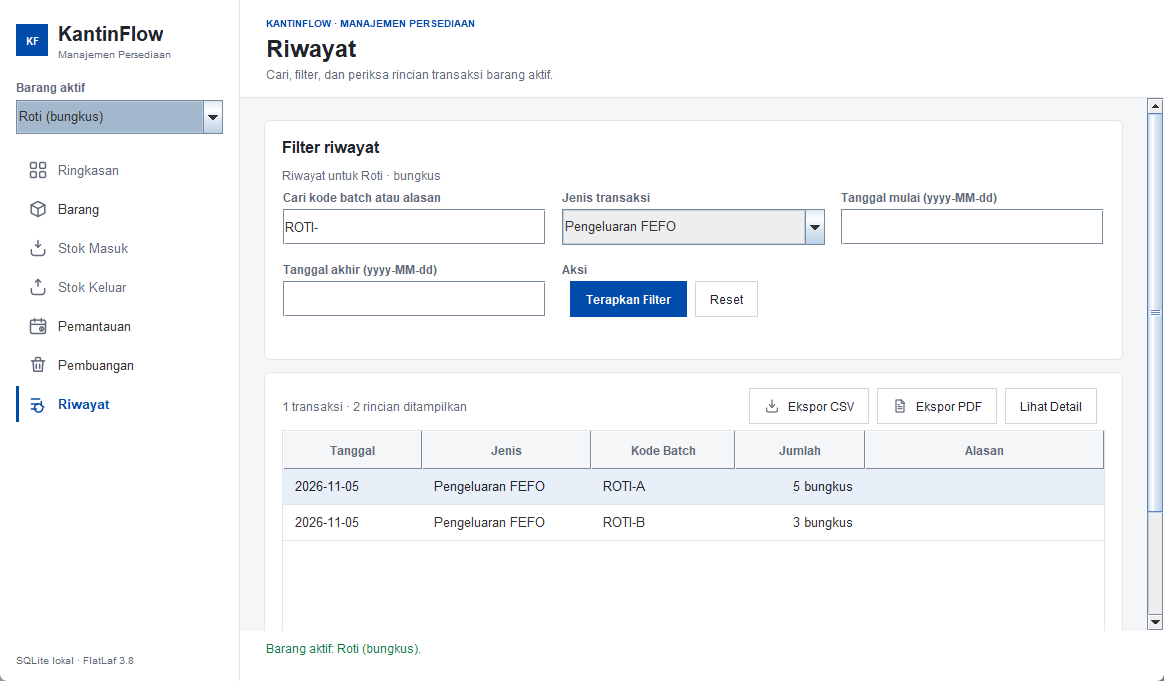 KF
KantinFlow
Manajemen Persediaan
Barang aktif
Roti (bungkus)
Ringkasan
Barang
Stok Masuk
Stok Keluar
Pemantauan
Pembuangan
Riwayat
SQLite lokal · FlatLaf 3.8
KANTINFLOW · MANAJEMEN PERSEDIAAN
Riwayat
Cari, filter, dan periksa rincian transaksi barang aktif.
Filter riwayat
Riwayat untuk Roti · bungkus
Cari kode batch atau alasan Jenis transaksi Tanggal mulai (yyyy-MM-dd)
ROTI- Pengeluaran FEFO
Tanggal akhir (yyyy-MM-dd) Aksi
Terapkan Filter Reset
1 transaksi · 2 rincian ditampilkan Ekspor CSV Ekspor PDF Lihat Detail
Tanggal Jenis Kode Batch Jumlah Alasan
2026-11-05 Pengeluaran FEFO ROTI-A 5 bungkus
2026-11-05 Pengeluaran FEFO ROTI-B 3 bungkus
Barang aktif: Roti (bungkus).